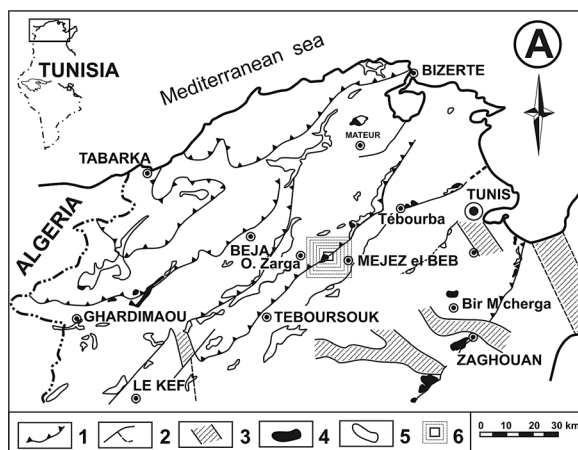 A
TUNISIA
Mediterranean sea
BIZERTE
MATEUR
TABARKA
TUNIS
ALGERIA
Tébourba
BEJA
O. Zarga
MEJEZ el BEB
GHARDIMAOU
Bir M'cherga
TEBOURSOUK
ZAGHOUAN
LE KEF
1 2 3 4 5 6
0 10 20 30 km